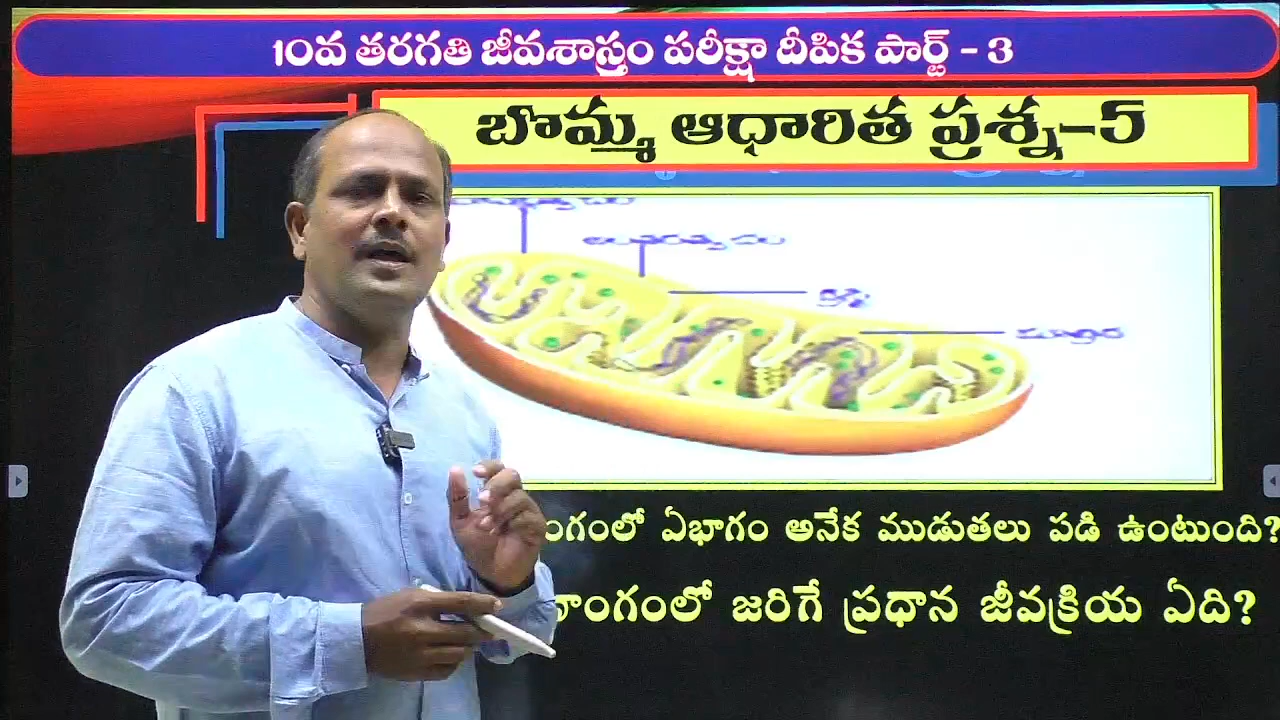 10వ తరగతి జీవశాస్త్రం పరీక్షా దీపిక పార్ట్ - 3
బొమ్మ ఆధారిత ప్రశ్న-5
ఏభాగం అనేక ముడుతలు పడి ఉంటుంది?
జరిగే ప్రధాన జీవక్రియ ఏది?